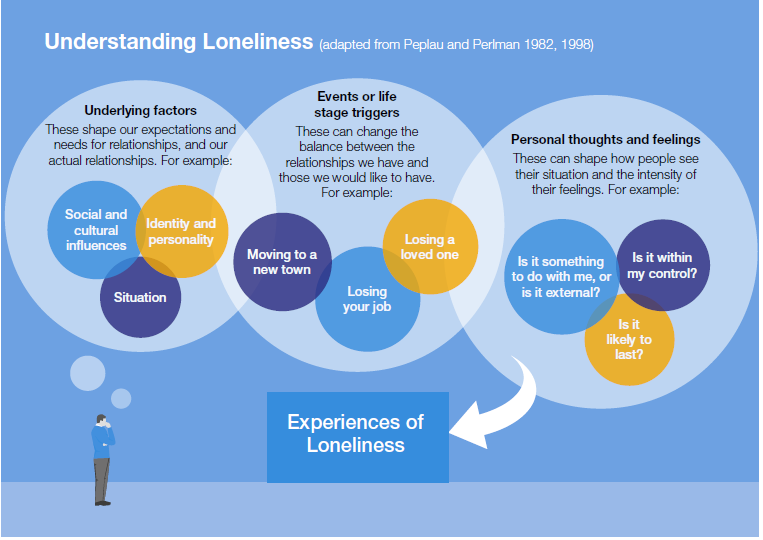 Understanding Loneliness (adapted from Peplau and Perlman 1982, 1998)
Underlying factors
These shape our expectations and
needs for relationships, and our
actual relationships. For example:
Social and
cultural
influences
Identity and
personality
Situation
Events or life
stage triggers
These can change the
balance between the
relationships we have and
those we would like to have.
For example:
Moving to a
new town
Losing
your job
Losing a
loved one
Personal thoughts and feelings
These can shape how people see
their situation and the intensity of
their feelings. For example:
Is it something
to do with me, or
is it external?
Is it within
my control?
Is it
likely to
last?
Experiences of
Loneliness